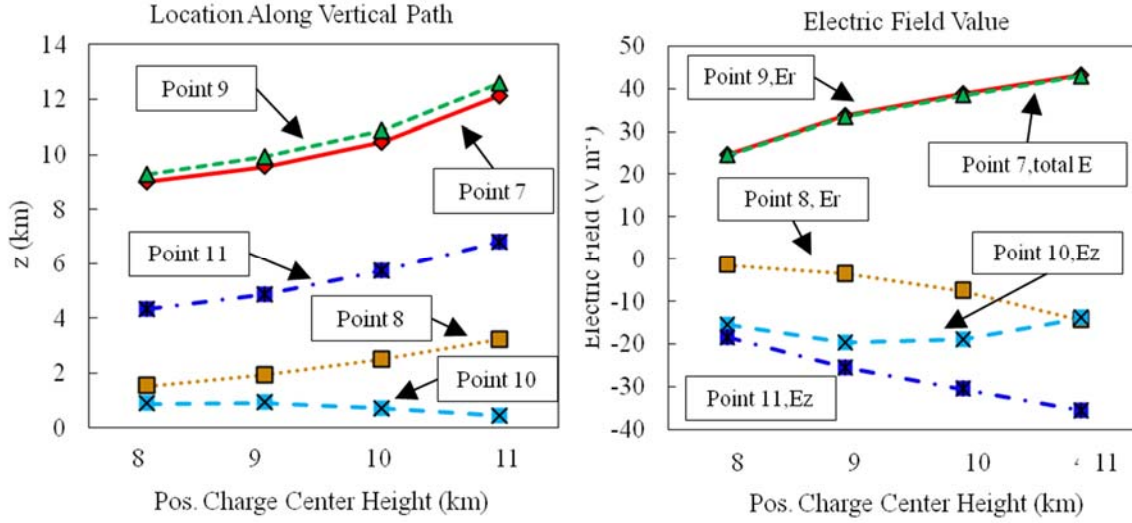 Location Along Vertical Path
14
12
10
8
6
4
2
0
z (km)
Point 9
Point 7
Point 11
Point 8
Point 10
8 9 10 11
Pos. Charge Center Height (km)
Electric Field Value
50
40
30
20
10
0
-10
-20
-30
-40
Electric Field (V m⁻¹)
Point 9,Er
Point 7,total E
Point 8, Er
Point 10,Ez
Point 11,Ez
8 9 10 11
Pos. Charge Center Height (km)